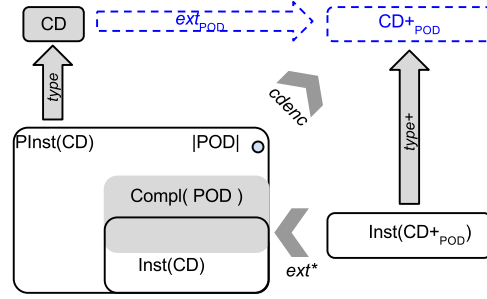 CD
ext_POD
CD+_POD
type
cdenc
type+
PInst(CD)
|POD|
Compl( POD )
Inst(CD+_POD)
Inst(CD)
ext*